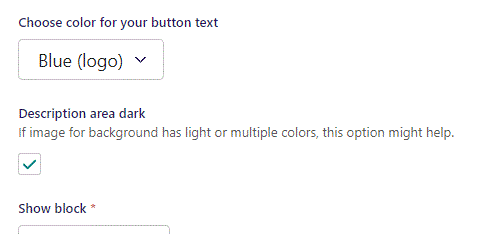 Choose color for your button text
Blue (logo)
Description area dark
If image for background has light or multiple colors, this option might help.
Show block *